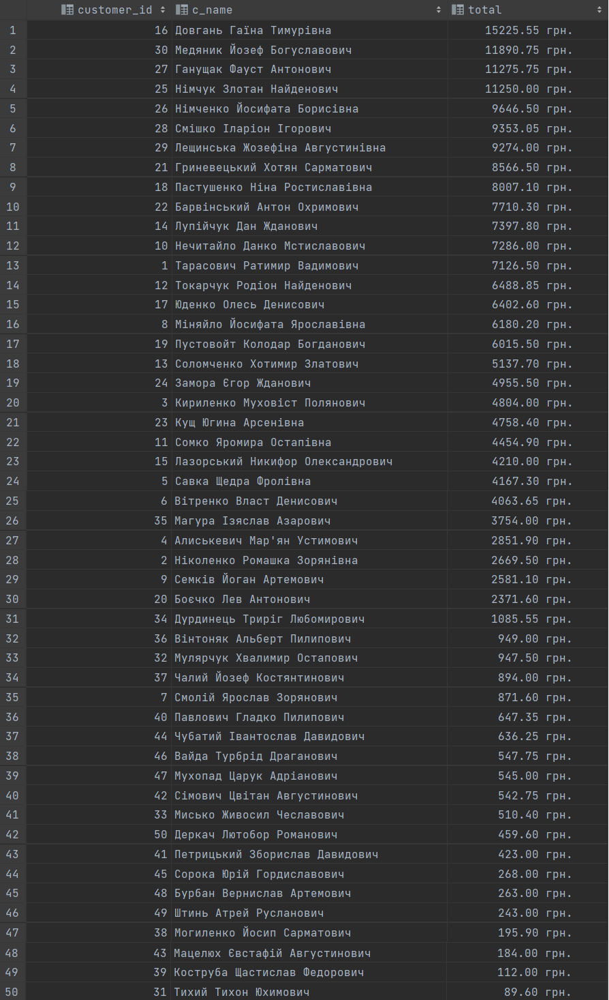 customer_id c_name total
1 16 Довгань Гаїна Тимурівна 15225.55 грн.
2 30 Медяник Йозеф Богуславович 11890.75 грн.
3 27 Ганущак Фауст Антонович 11275.75 грн.
4 25 Німчук Злотан Найденович 11250.00 грн.
5 26 Німченко Йосифата Борисівна 9646.50 грн.
6 28 Смішко Іларіон Ігорович 9353.05 грн.
7 29 Лещинська Жозефіна Августинівна 9274.00 грн.
8 21 Гриневецький Хотян Сарматович 8566.50 грн.
9 18 Пастушенко Ніна Ростиславівна 8007.10 грн.
10 22 Барвінський Антон Охримович 7710.30 грн.
11 14 Лупійчук Дан Жданович 7397.80 грн.
12 10 Нечитайло Данко Мстиславович 7286.00 грн.
13 1 Тарасович Ратимир Вадимович 7126.50 грн.
14 12 Токарчук Родіон Найденович 6488.85 грн.
15 17 Юденко Олесь Денисович 6402.60 грн.
16 8 Міняйло Йосифата Ярославівна 6180.20 грн.
17 19 Пустовойт Колодар Богданович 6015.50 грн.
18 13 Соломченко Хотимир Златович 5137.70 грн.
19 24 Замора Єгор Жданович 4955.50 грн.
20 3 Кириленко Муховіст Полянович 4804.00 грн.
21 23 Кущ Югина Арсенівна 4758.40 грн.
22 11 Сомко Яромира Остапівна 4454.90 грн.
23 15 Лазорський Никифор Олександрович 4210.00 грн.
24 5 Савка Щедра Фролівна 4167.30 грн.
25 6 Вітренко Власт Денисович 4063.65 грн.
26 35 Магура Ізяслав Азарович 3754.00 грн.
27 4 Алиськевич Мар'ян Устимович 2851.90 грн.
28 2 Ніколенко Ромашка Зорянівна 2669.50 грн.
29 9 Семків Йоган Артемович 2581.10 грн.
30 20 Боєчко Лев Антонович 2371.60 грн.
31 34 Дурдинець Триріг Любомирович 1085.55 грн.
32 36 Вінтоняк Альберт Пилипович 949.00 грн.
33 32 Мулярчук Хвалимир Остапович 947.50 грн.
34 37 Чалий Йозеф Костянтинович 894.00 грн.
35 7 Смолій Ярослав Зорянович 871.60 грн.
36 40 Павлович Гладко Пилипович 647.35 грн.
37 44 Чубатий Івантослав Давидович 636.25 грн.
38 46 Вайда Турбрід Драганович 547.75 грн.
39 47 Мухопад Царук Адріанович 545.00 грн.
40 42 Сімович Цвітан Августинович 542.75 грн.
41 33 Мисько Живосил Чеславович 510.40 грн.
42 50 Деркач Лютобор Романович 459.60 грн.
43 41 Петрицький Зборислав Давидович 423.00 грн.
44 45 Сорока Юрій Гордиславович 268.00 грн.
45 48 Бурбан Вернислав Артемович 263.00 грн.
46 49 Штинь Атрей Русланович 243.00 грн.
47 38 Могиленко Йосип Сарматович 195.90 грн.
48 43 Мацелюх Євстафій Августинович 184.00 грн.
49 39 Коструба Щастислав Федорович 112.00 грн.
50 31 Тихий Тихон Юхимович 89.60 грн.